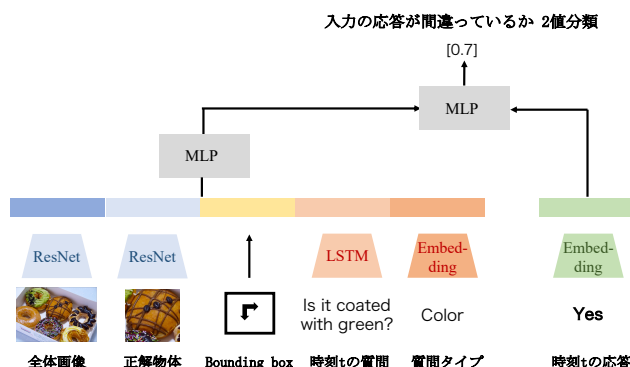 入力の応答が間違っているか 2値分類
[0.7]
MLP
MLP
ResNet
ResNet
LSTM
Embed-
ding
Embed-
ding
Is it coated
with green?
Color
Yes
全体画像
正解物体
Bounding box
時刻tの質問
質問タイプ
時刻tの応答